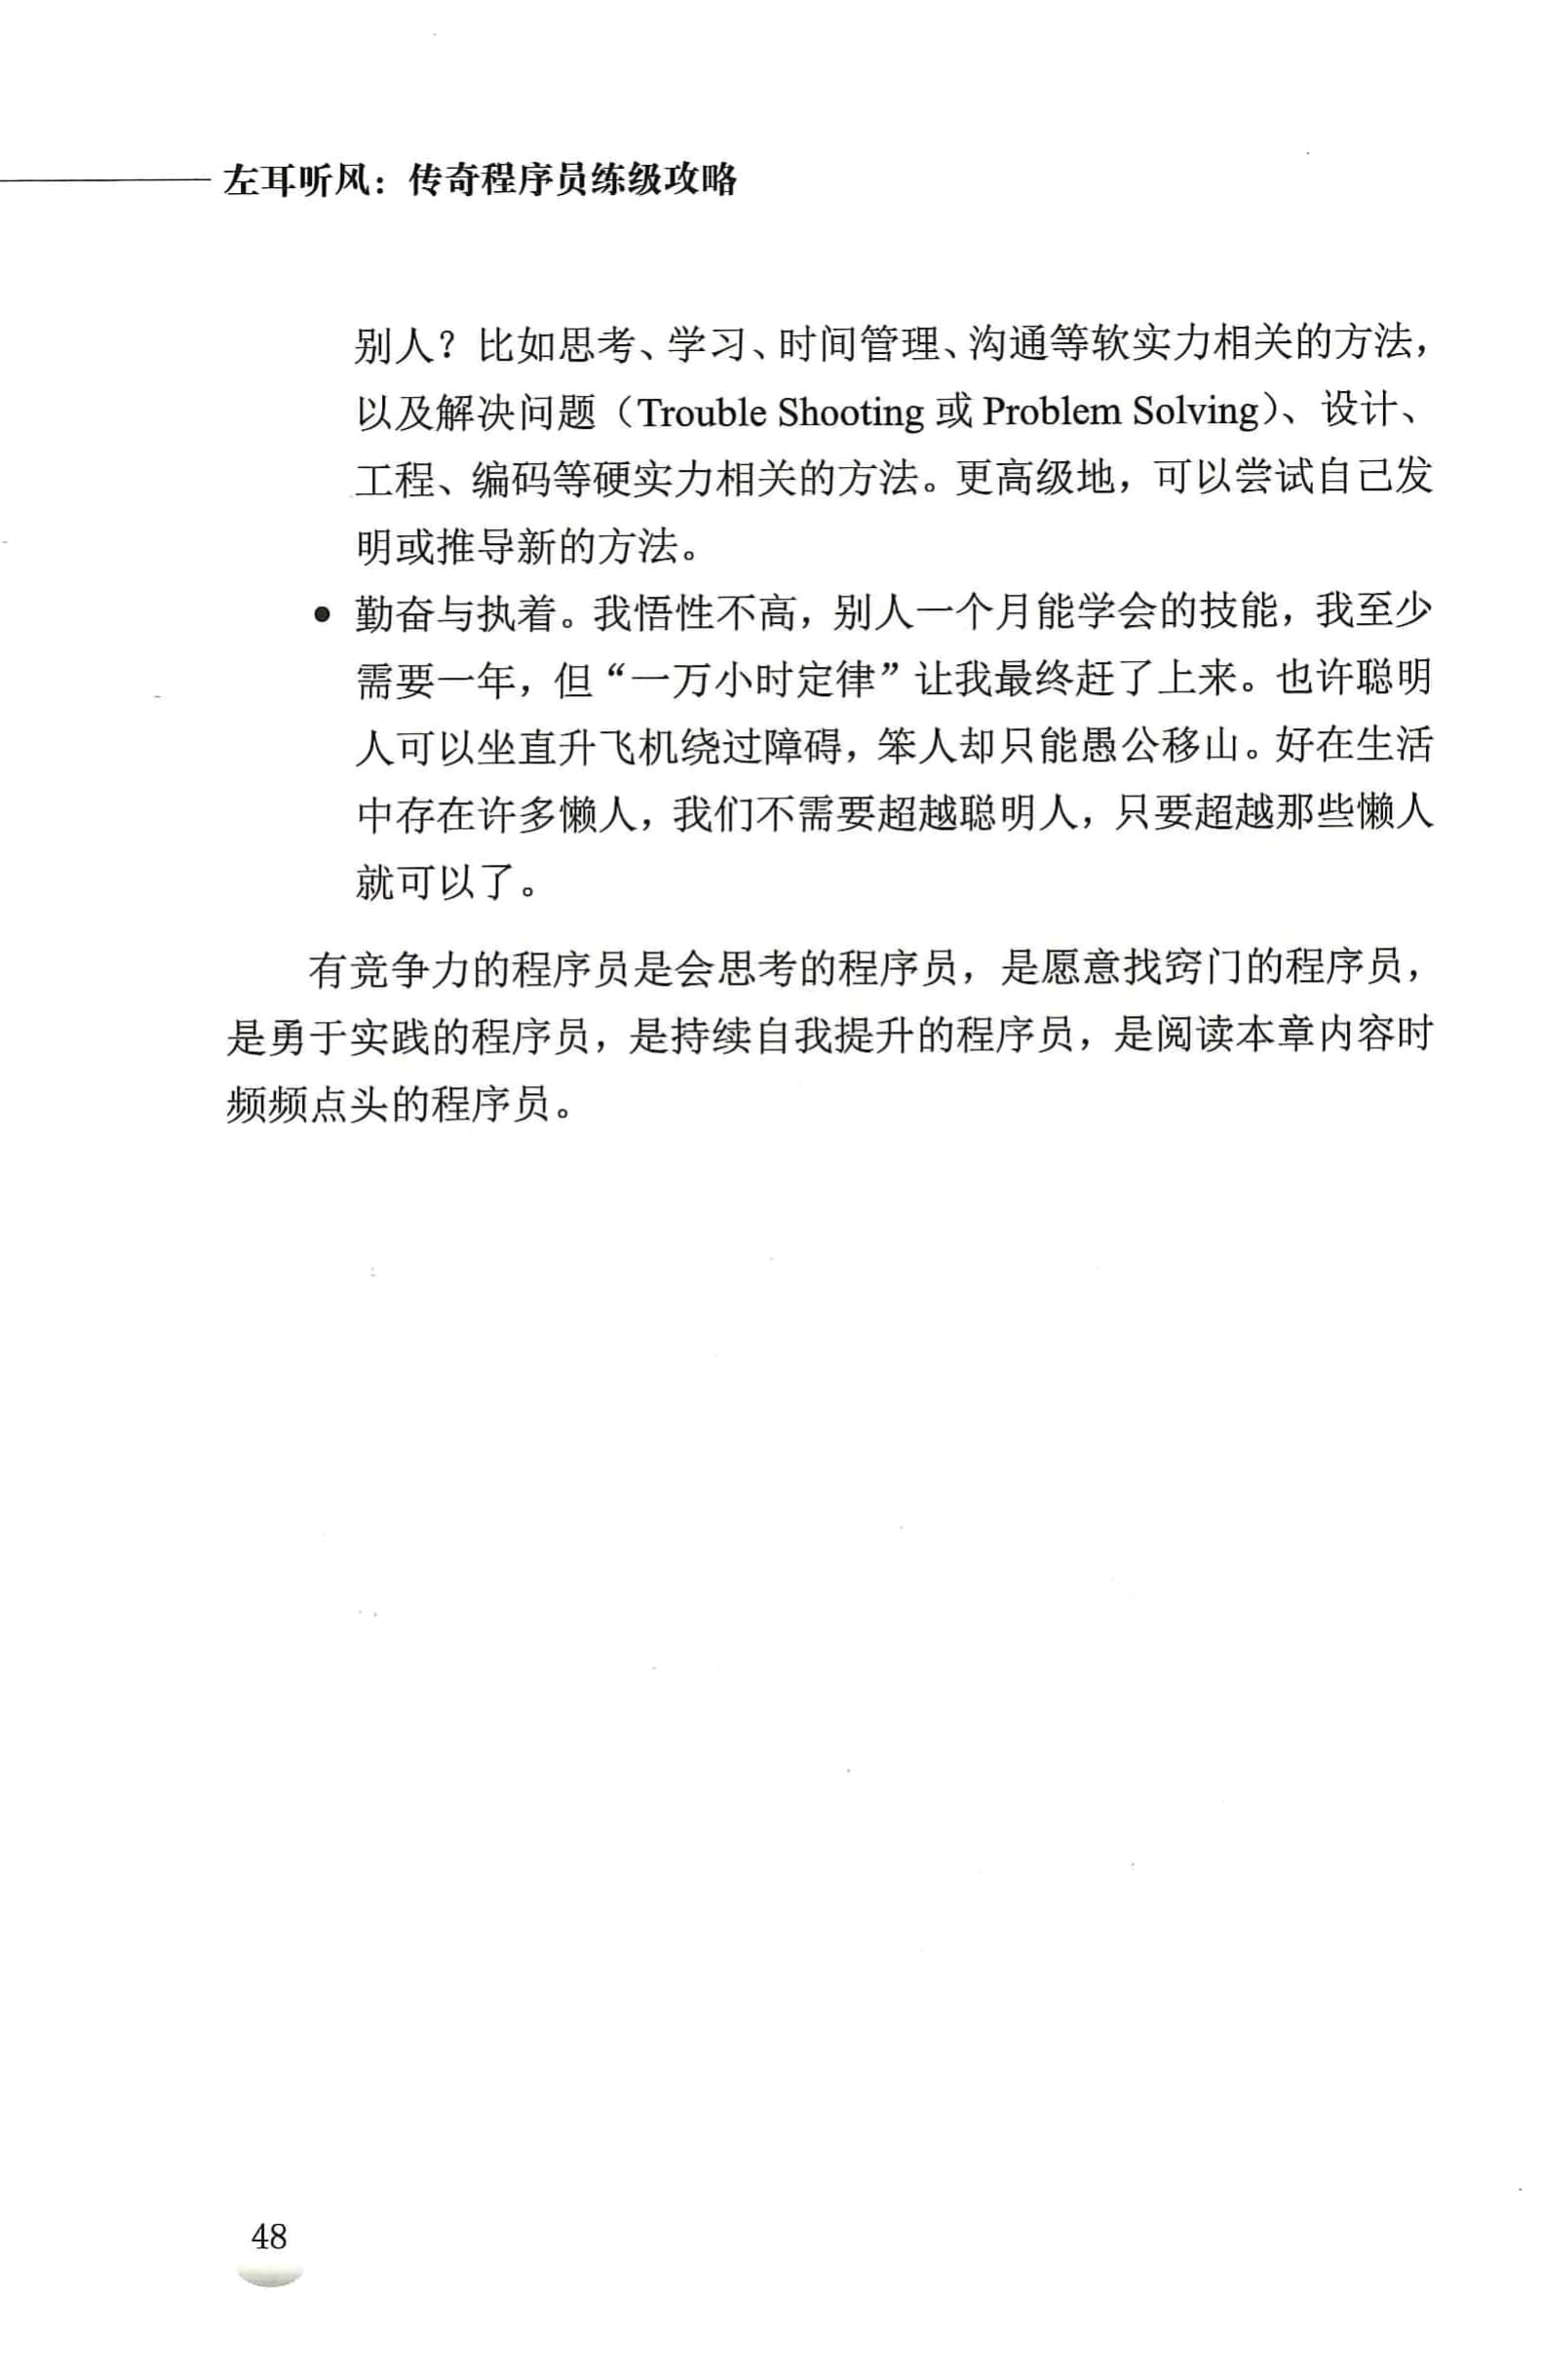 左耳听风：传奇程序员练级攻略
别人？比如思考、学习、时间管理、沟通等软实力相关的方法，
以及解决问题（Trouble Shooting 或 Problem Solving）、设计、
工程、编码等硬实力相关的方法。更高级地，可以尝试自己发
明或推导新的方法。
● 勤奋与执着。我悟性不高，别人一个月能学会的技能，我至少
需要一年，但“一万小时定律”让我最终赶了上来。也许聪明
人可以坐直升飞机绕过障碍，笨人却只能愚公移山。好在生活
中存在许多懒人，我们不需要超越聪明人，只要超越那些懒人
就可以了。
有竞争力的程序员是会思考的程序员，是愿意找窍门的程序员，
是勇于实践的程序员，是持续自我提升的程序员，是阅读本章内容时
频频点头的程序员。
48